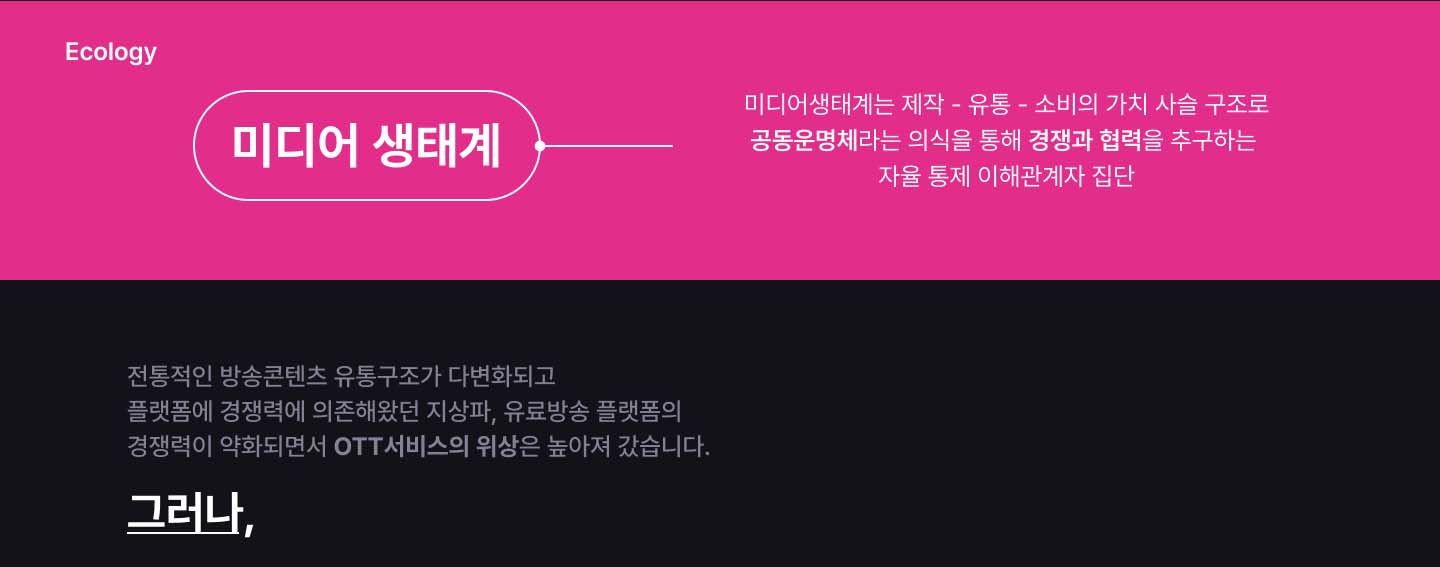 Ecology
미디어 생태계
미디어생태계는 제작 - 유통 - 소비의 가치 사슬 구조로
공동운명체라는 의식을 통해 경쟁과 협력을 추구하는
자율 통제 이해관계자 집단
전통적인 방송콘텐츠 유통구조가 다변화되고
플랫폼에 경쟁력에 의존해왔던 지상파, 유료방송 플랫폼의
경쟁력이 약화되면서 OTT서비스의 위상은 높아져 갔습니다.
그러나,